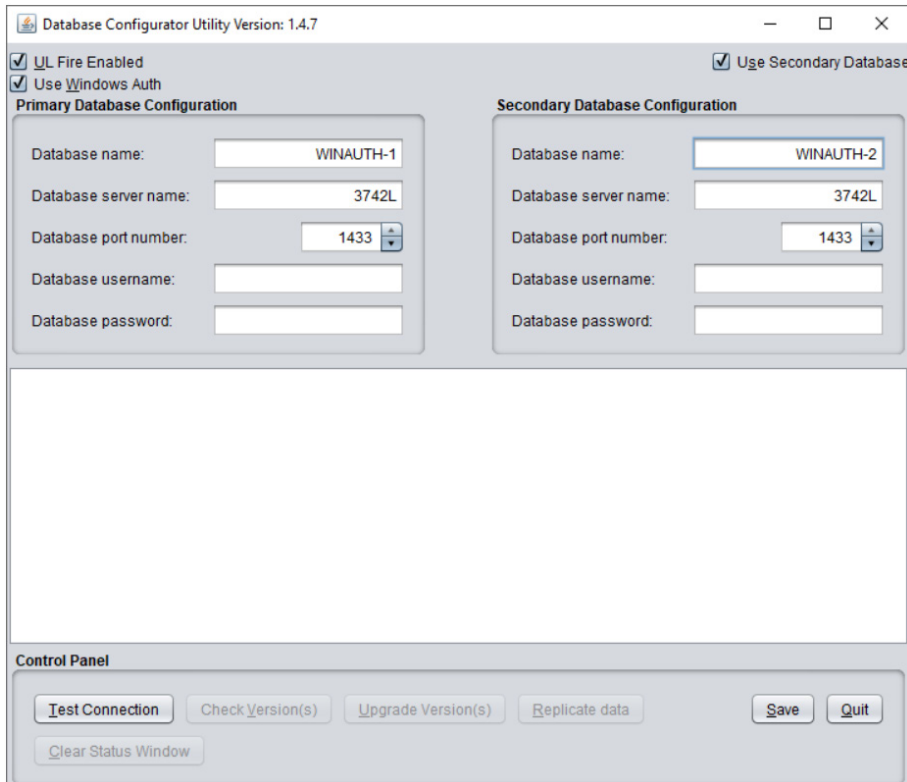 Database Configurator Utility Version: 1.4.7
UL Fire Enabled
Use Secondary Database
Use Windows Auth
Primary Database Configuration
Database name: WINAUTH-1
Database server name: 3742L
Database port number: 1433
Database username:
Database password:
Secondary Database Configuration
Database name: WINAUTH-2
Database server name: 3742L
Database port number: 1433
Database username:
Database password:
Control Panel
Test Connection Check Version(s) Upgrade Version(s) Replicate data Save Quit
Clear Status Window